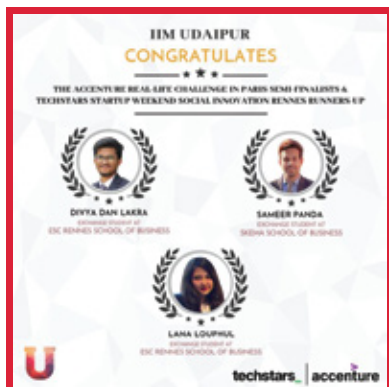 IIM UDAIPUR
CONGRATULATES
THE ACCENTURE REAL-LIFE CHALLENGE IN PARIS SEMI-FINALISTS &
TECHSTARS STARTUP WEEKEND SOCIAL INNOVATION RENNES RUNNERS-UP
DIVYA DAN LAKRA
EXCHANGE STUDENT AT
ESC RENNES SCHOOL OF BUSINESS
SAMEER PANDA
EXCHANGE STUDENT AT
SKEMA SCHOOL OF BUSINESS
LANA LOUPHUL
EXCHANGE STUDENT AT
ESC RENNES SCHOOL OF BUSINESS
U
techstars_ | accenture